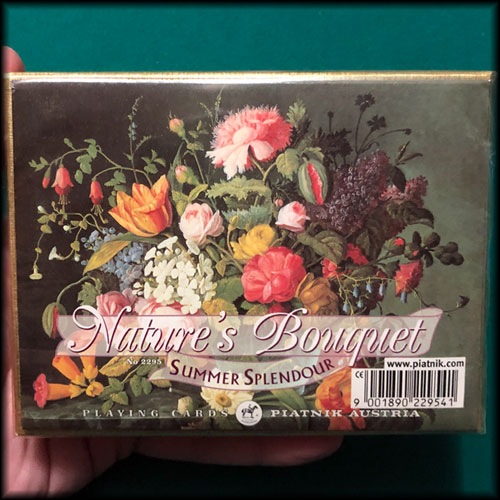 Nature's Bouquet
No 2295
SUMMER SPLENDOUR
www.piatnik.com
CE
9 001890 229541
PLAYING CARDS PIATNIK AUSTRIA